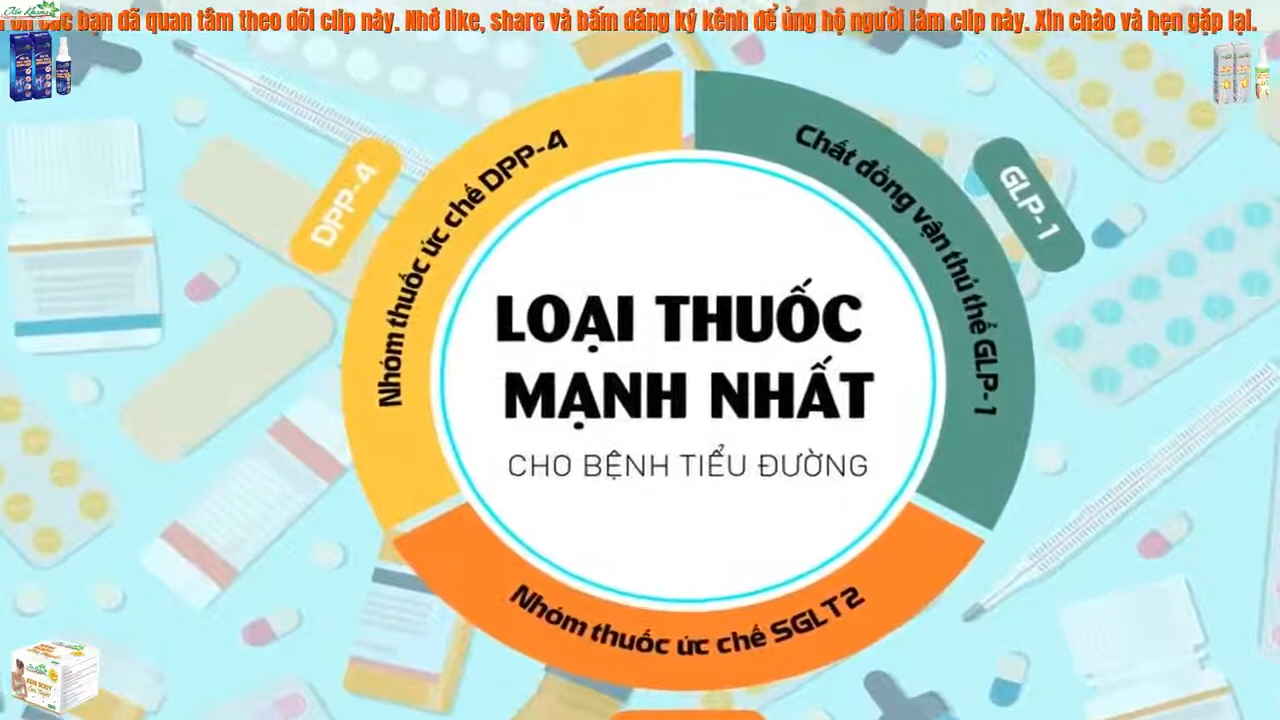 các bạn đã quan tâm theo dõi clip này. Nhớ like, share và bấm đăng ký kênh để ủng hộ người làm clip này. Xin chào và hẹn gặp lại.
DPP-4
Nhóm thuốc ức chế DPP-4
Chất đồng vận thủ thể GLP-1
GLP-1
LOẠI THUỐC
MẠNH NHẤT
CHO BỆNH TIỂU ĐƯỜNG
Nhóm thuốc ức chế SGLT2
KEM BODY